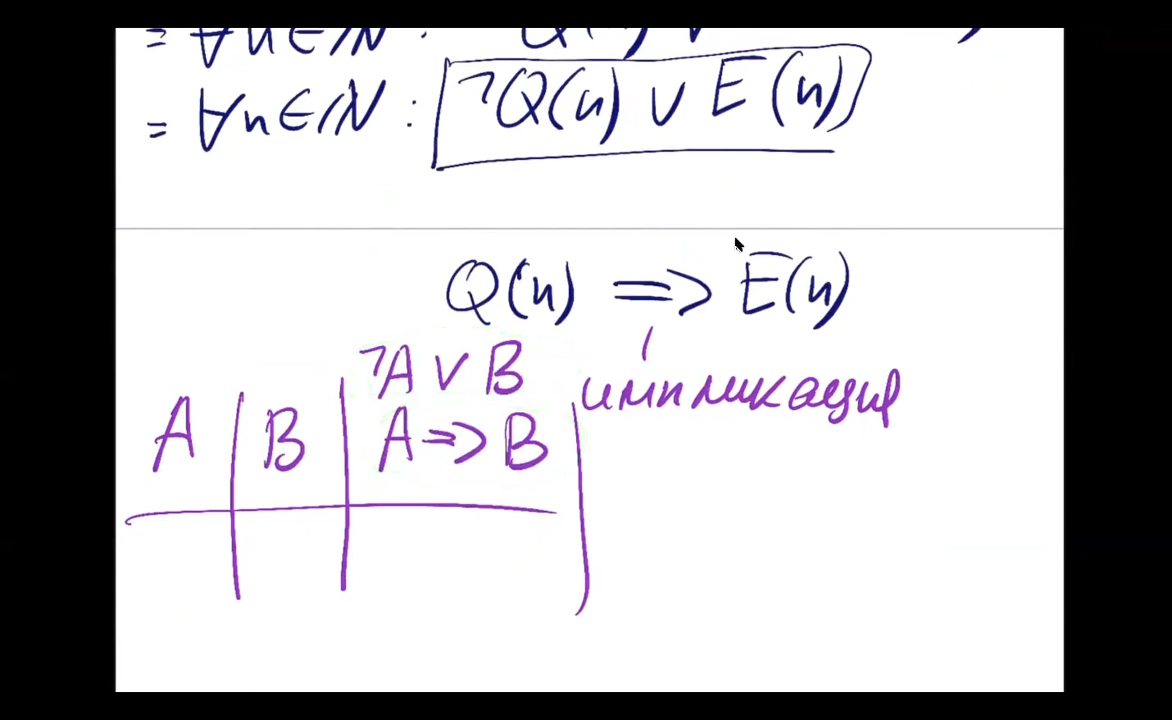 = ∀n∈ℕ :
= ∀n∈ℕ : ¬Q(n) ∨ E(n)
Q(n) => E(n)
импликация
¬A ∨ B
A | B | A => B